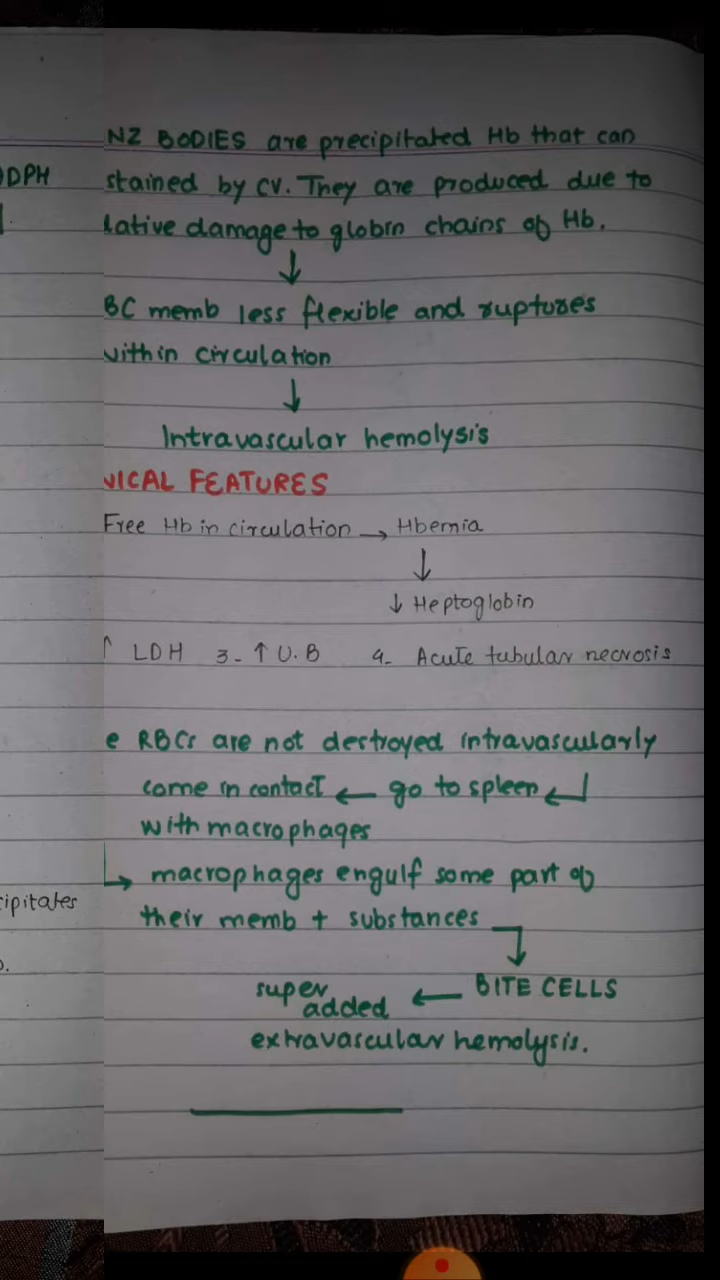 DPH
NZ BODIES are precipitated Hb that can
stained by CV. They are produced due to
lative damage to globin chains of Hb.
↓
BC memb less flexible and ruptures
within circulation
↓
Intravascular hemolysis
NICAL FEATURES
Free Hb in circulation → Hbemia
↓
↓ Heptoglobin
↑ LDH 3- ↑ U.B 4- Acute tubular necrosis
e RBCs are not destroyed intravascularly
come in contact ← go to spleen ↵
with macrophages
↳ macrophages engulf some part of
their memb + substances
cipitates
BITE CELLS
super added ←
extravascular hemolysis.